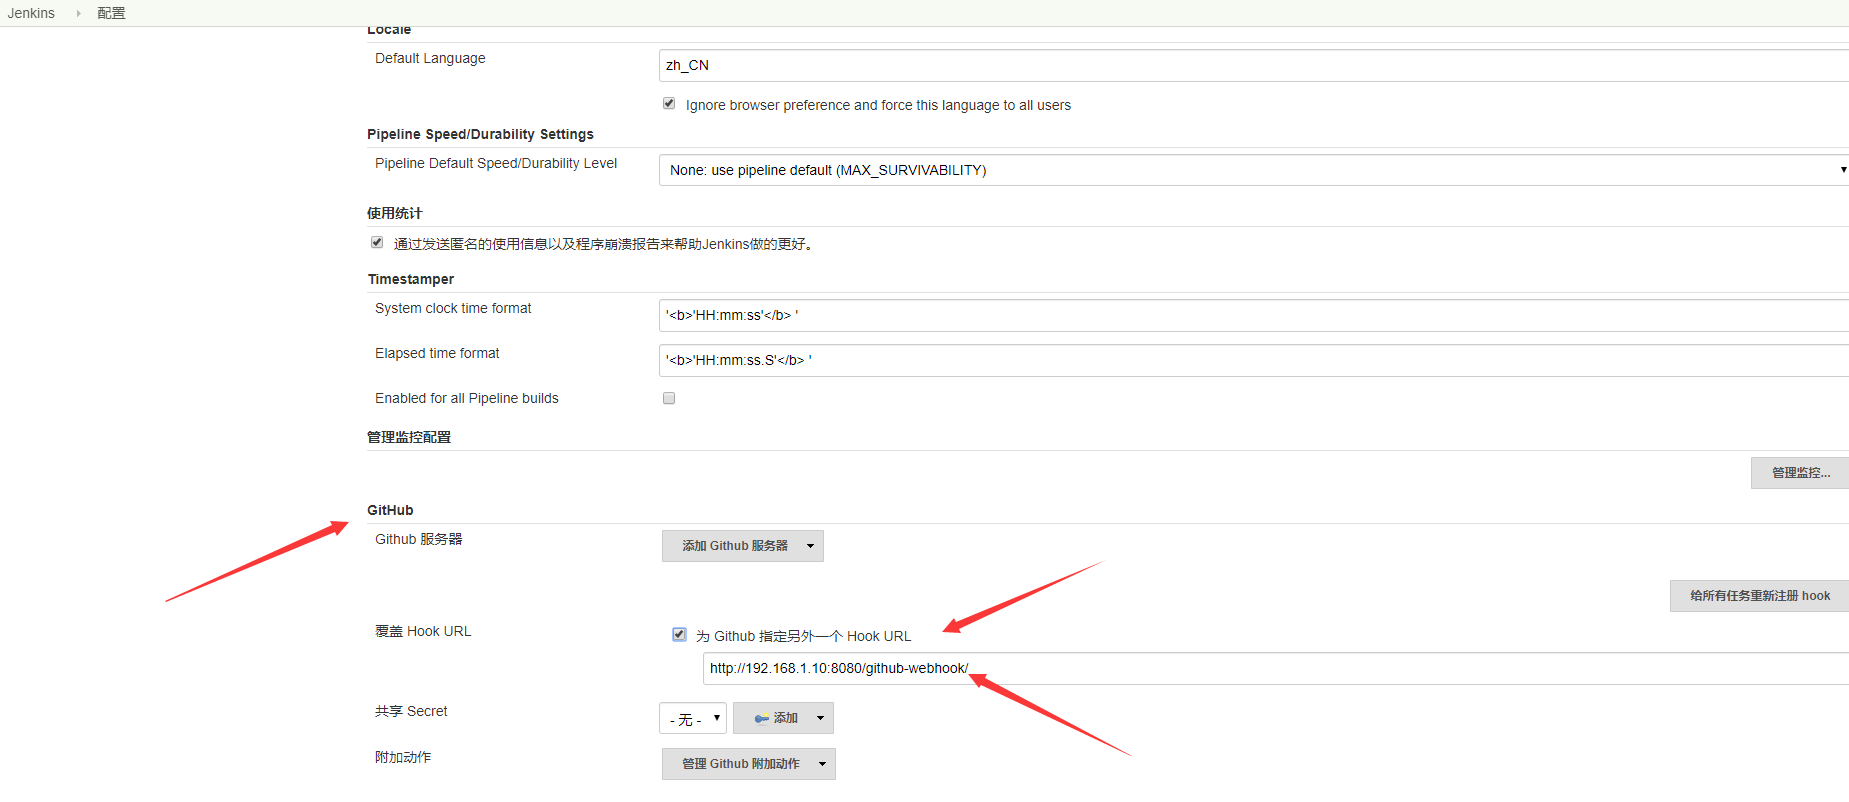 Jenkins 配置
Locale
Default Language
zh_CN
Ignore browser preference and force this language to all users
Pipeline Speed/Durability Settings
Pipeline Default Speed/Durability Level
None: use pipeline default (MAX_SURVIVABILITY)
使用统计
通过发送匿名的使用信息以及程序崩溃报告来帮助Jenkins做的更好。
Timestamper
System clock time format
'<b>'HH:mm:ss'</b> '
Elapsed time format
'<b>'HH:mm:ss.S'</b> '
Enabled for all Pipeline builds
管理监控配置
管理监控...
GitHub
Github 服务器
添加 Github 服务器
给所有任务重新注册 hook
覆盖 Hook URL
为 Github 指定另外一个 Hook URL
http://192.168.1.10:8080/github-webhook/
共享 Secret
- 无 -
添加
附加动作
管理 Github 附加动作